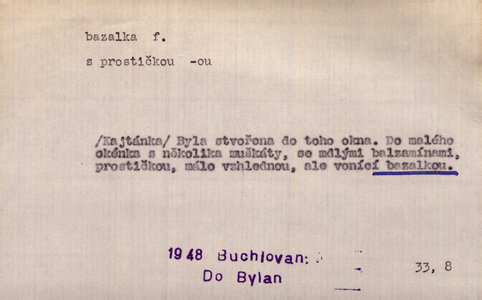 bazalka f.
s prostičkou -ou
/Kajtánka/ Byla stvořena do toho okna. Do malého
okénka s několika muškáty, se mdlými balzamínami,
prostičkou, málo vzhlednou, ale vonící bazalkou.
1948 Buchlovan:
Do Bylan
33, 8